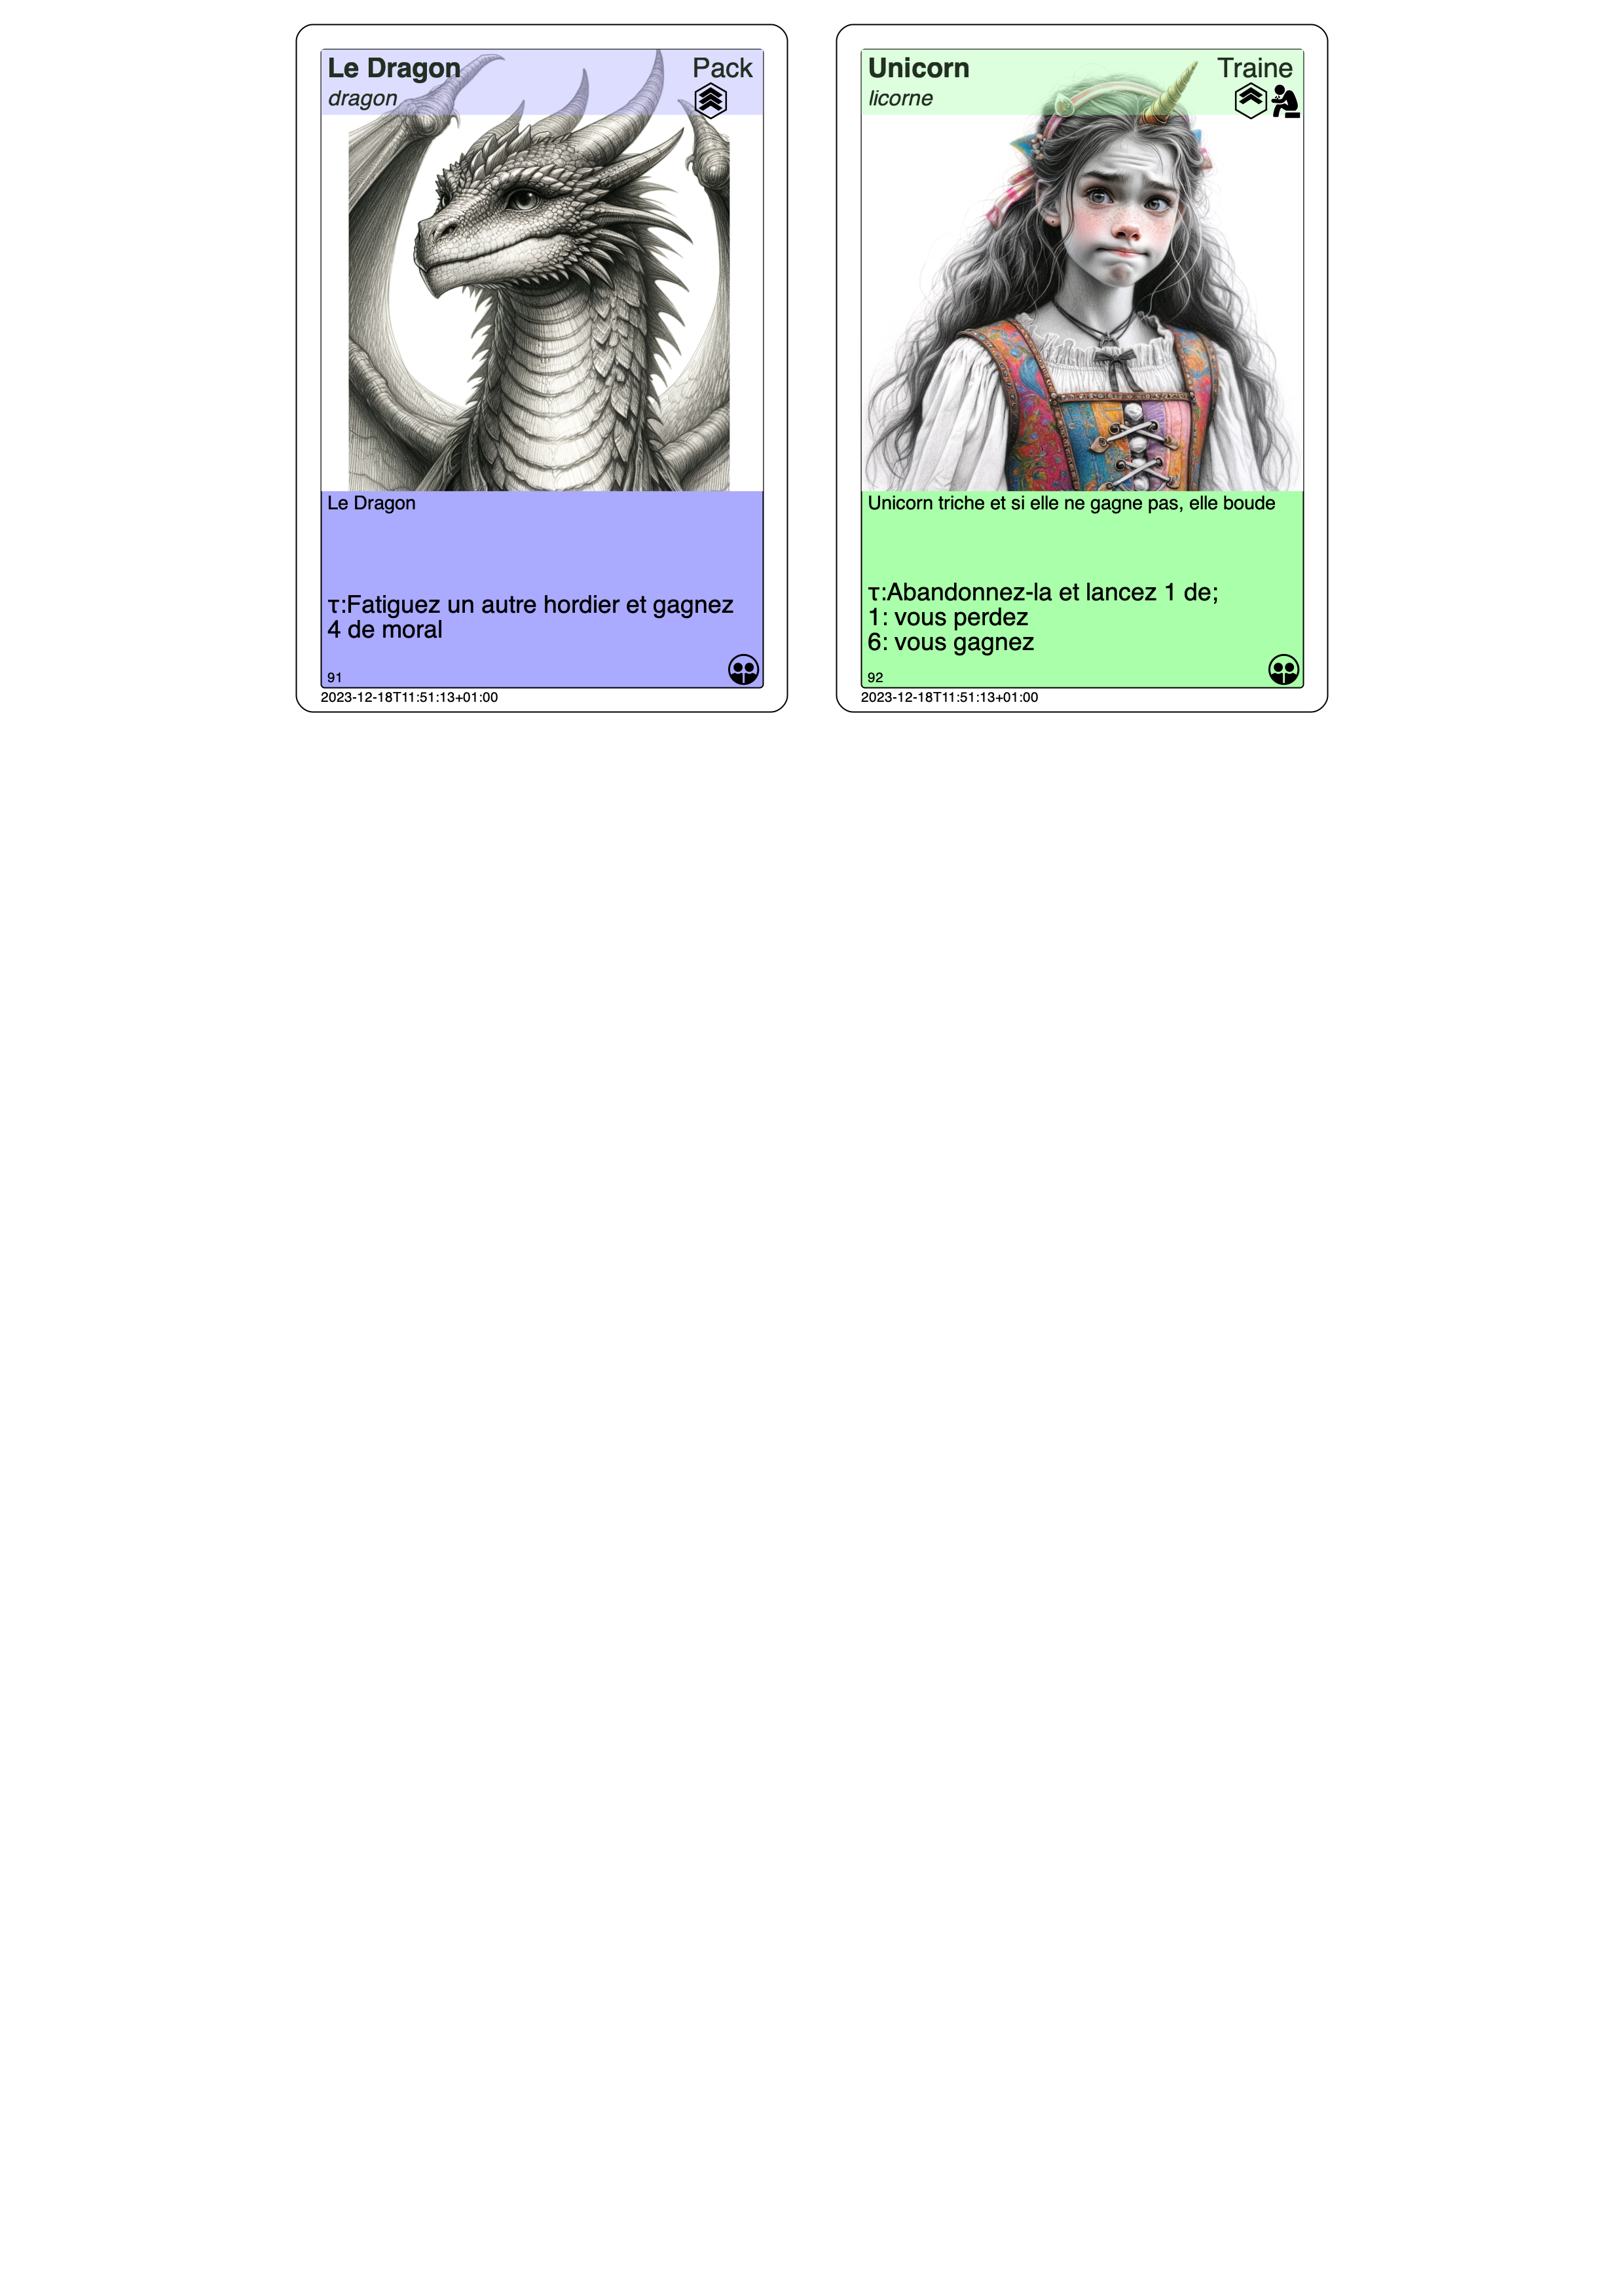 Le Dragon
Pack
dragon
Le Dragon
τ:Fatiguez un autre hordier et gagnez
4 de moral
91
2023-12-18T11:51:13+01:00
Unicorn
Traine
licorne
Unicorn triche et si elle ne gagne pas, elle boude
τ:Abandonnez-la et lancez 1 de;
1: vous perdez
6: vous gagnez
92
2023-12-18T11:51:13+01:00